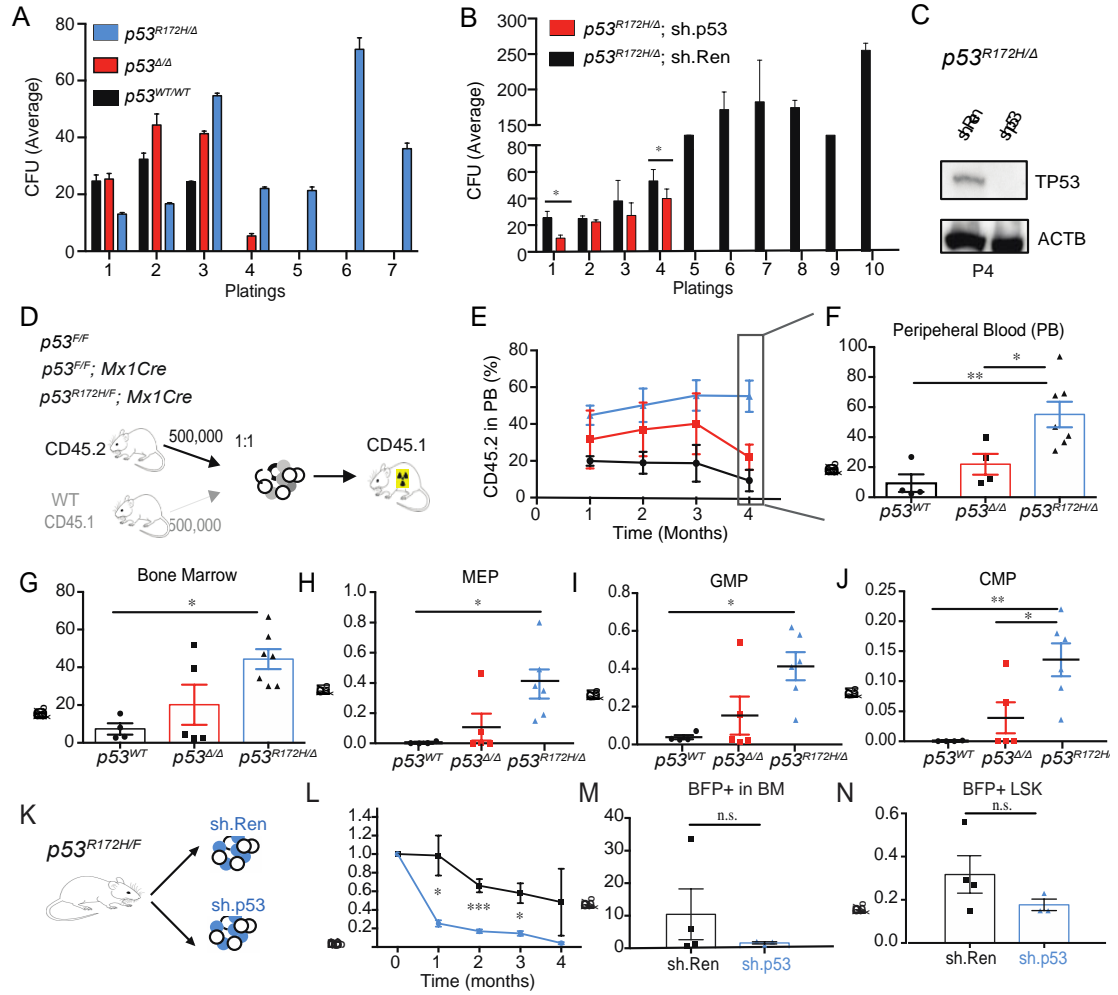 A
80
60
40
20
0
CFU (Average)
p53R172H/Δ
p53Δ/Δ
p53WT/WT
1 2 3 4 5 6 7
Platings
B
300
250
200
150
80
60
40
20
0
CFU (Average)
p53R172H/Δ; sh.p53
p53R172H/Δ; sh.Ren
*
*
1 2 3 4 5 6 7 8 9 10
Platings
C
p53R172H/Δ
sh.Ren sh.p53
TP53
ACTB
P4
D
p53F/F
p53F/F; Mx1Cre
p53R172H/F; Mx1Cre
CD45.2
500,000
1:1
CD45.1
WT
CD45.1
500,000
E
80
60
40
20
0
CD45.2 in PB (%)
0 1 2 3 4
Time (Months)
F
Peripeheral Blood (PB)
100
80
60
40
20
0
*
**
p53WT p53Δ/Δ p53R172H/Δ
G
Bone Marrow
80
60
40
20
0
*
p53WT p53Δ/Δ p53R172H/Δ
H
MEP
1.0
0.8
0.6
0.4
0.2
0.0
*
p53WT p53Δ/Δ p53R172H/Δ
I
GMP
0.8
0.6
0.4
0.2
0.0
*
p53WT p53Δ/Δ p53R172H/Δ
J
CMP
0.25
0.20
0.15
0.10
0.05
0.00
**
*
p53WT p53Δ/Δ p53R172H/
K
p53R172H/F
sh.Ren
sh.p53
L
1.4
1.2
1.0
0.8
0.6
0.4
0.2
*
***
*
0 1 2 3 4
Time (months)
M
BFP+ in BM
40
30
20
10
0
n.s.
sh.Ren sh.p53
N
BFP+ LSK
0.6
0.4
0.2
0.0
n.s.
sh.Ren sh.p53